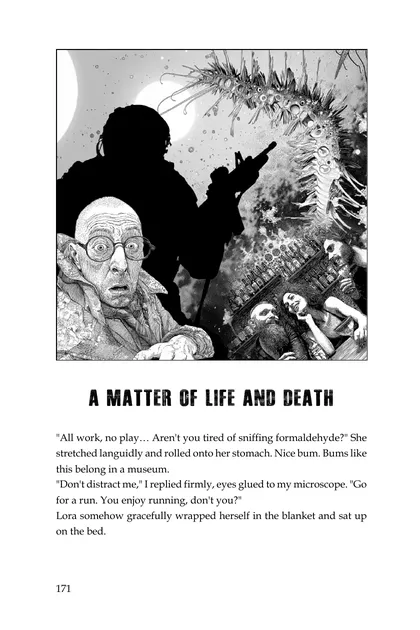 A MATTER OF LIFE AND DEATH
"All work, no play… Aren't you tired of sniffing formaldehyde?" She
stretched languidly and rolled onto her stomach. Nice bum. Bums like
this belong in a museum.
"Don't distract me," I replied firmly, eyes glued to my microscope. "Go
for a run. You enjoy running, don't you?"
Lora somehow gracefully wrapped herself in the blanket and sat up
on the bed.
171